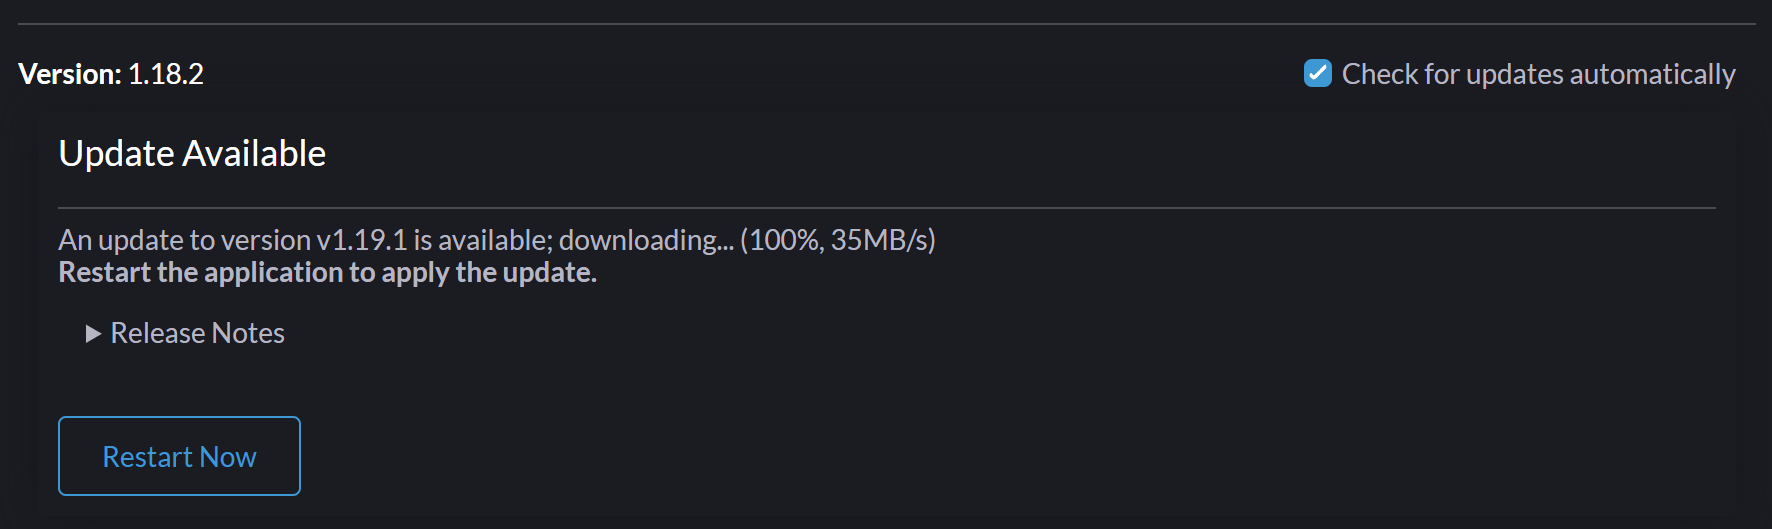 Version: 1.18.2
Check for updates automatically
Update Available
An update to version v1.19.1 is available; downloading... (100%, 35MB/s)
Restart the application to apply the update.
Release Notes
Restart Now